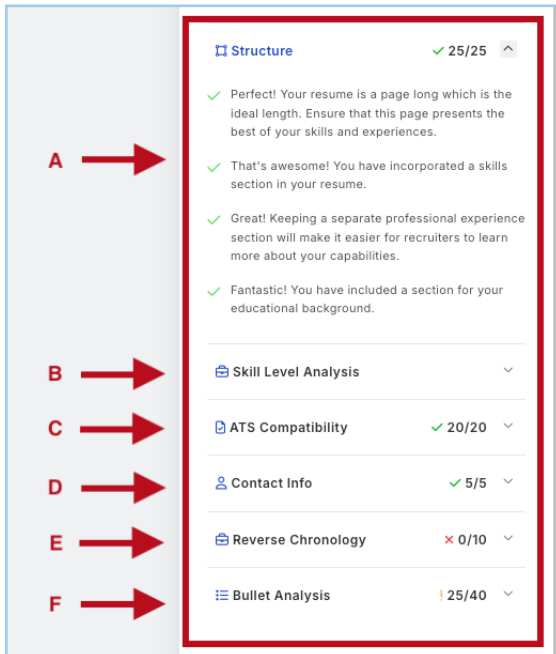 Structure 25/25
Perfect! Your resume is a page long which is the
ideal length. Ensure that this page presents the
best of your skills and experiences.
A
That's awesome! You have incorporated a skills
section in your resume.
Great! Keeping a separate professional experience
section will make it easier for recruiters to learn
more about your capabilities.
Fantastic! You have included a section for your
educational background.
B Skill Level Analysis
C ATS Compatibility 20/20
D Contact Info 5/5
E Reverse Chronology 0/10
F Bullet Analysis ! 25/40